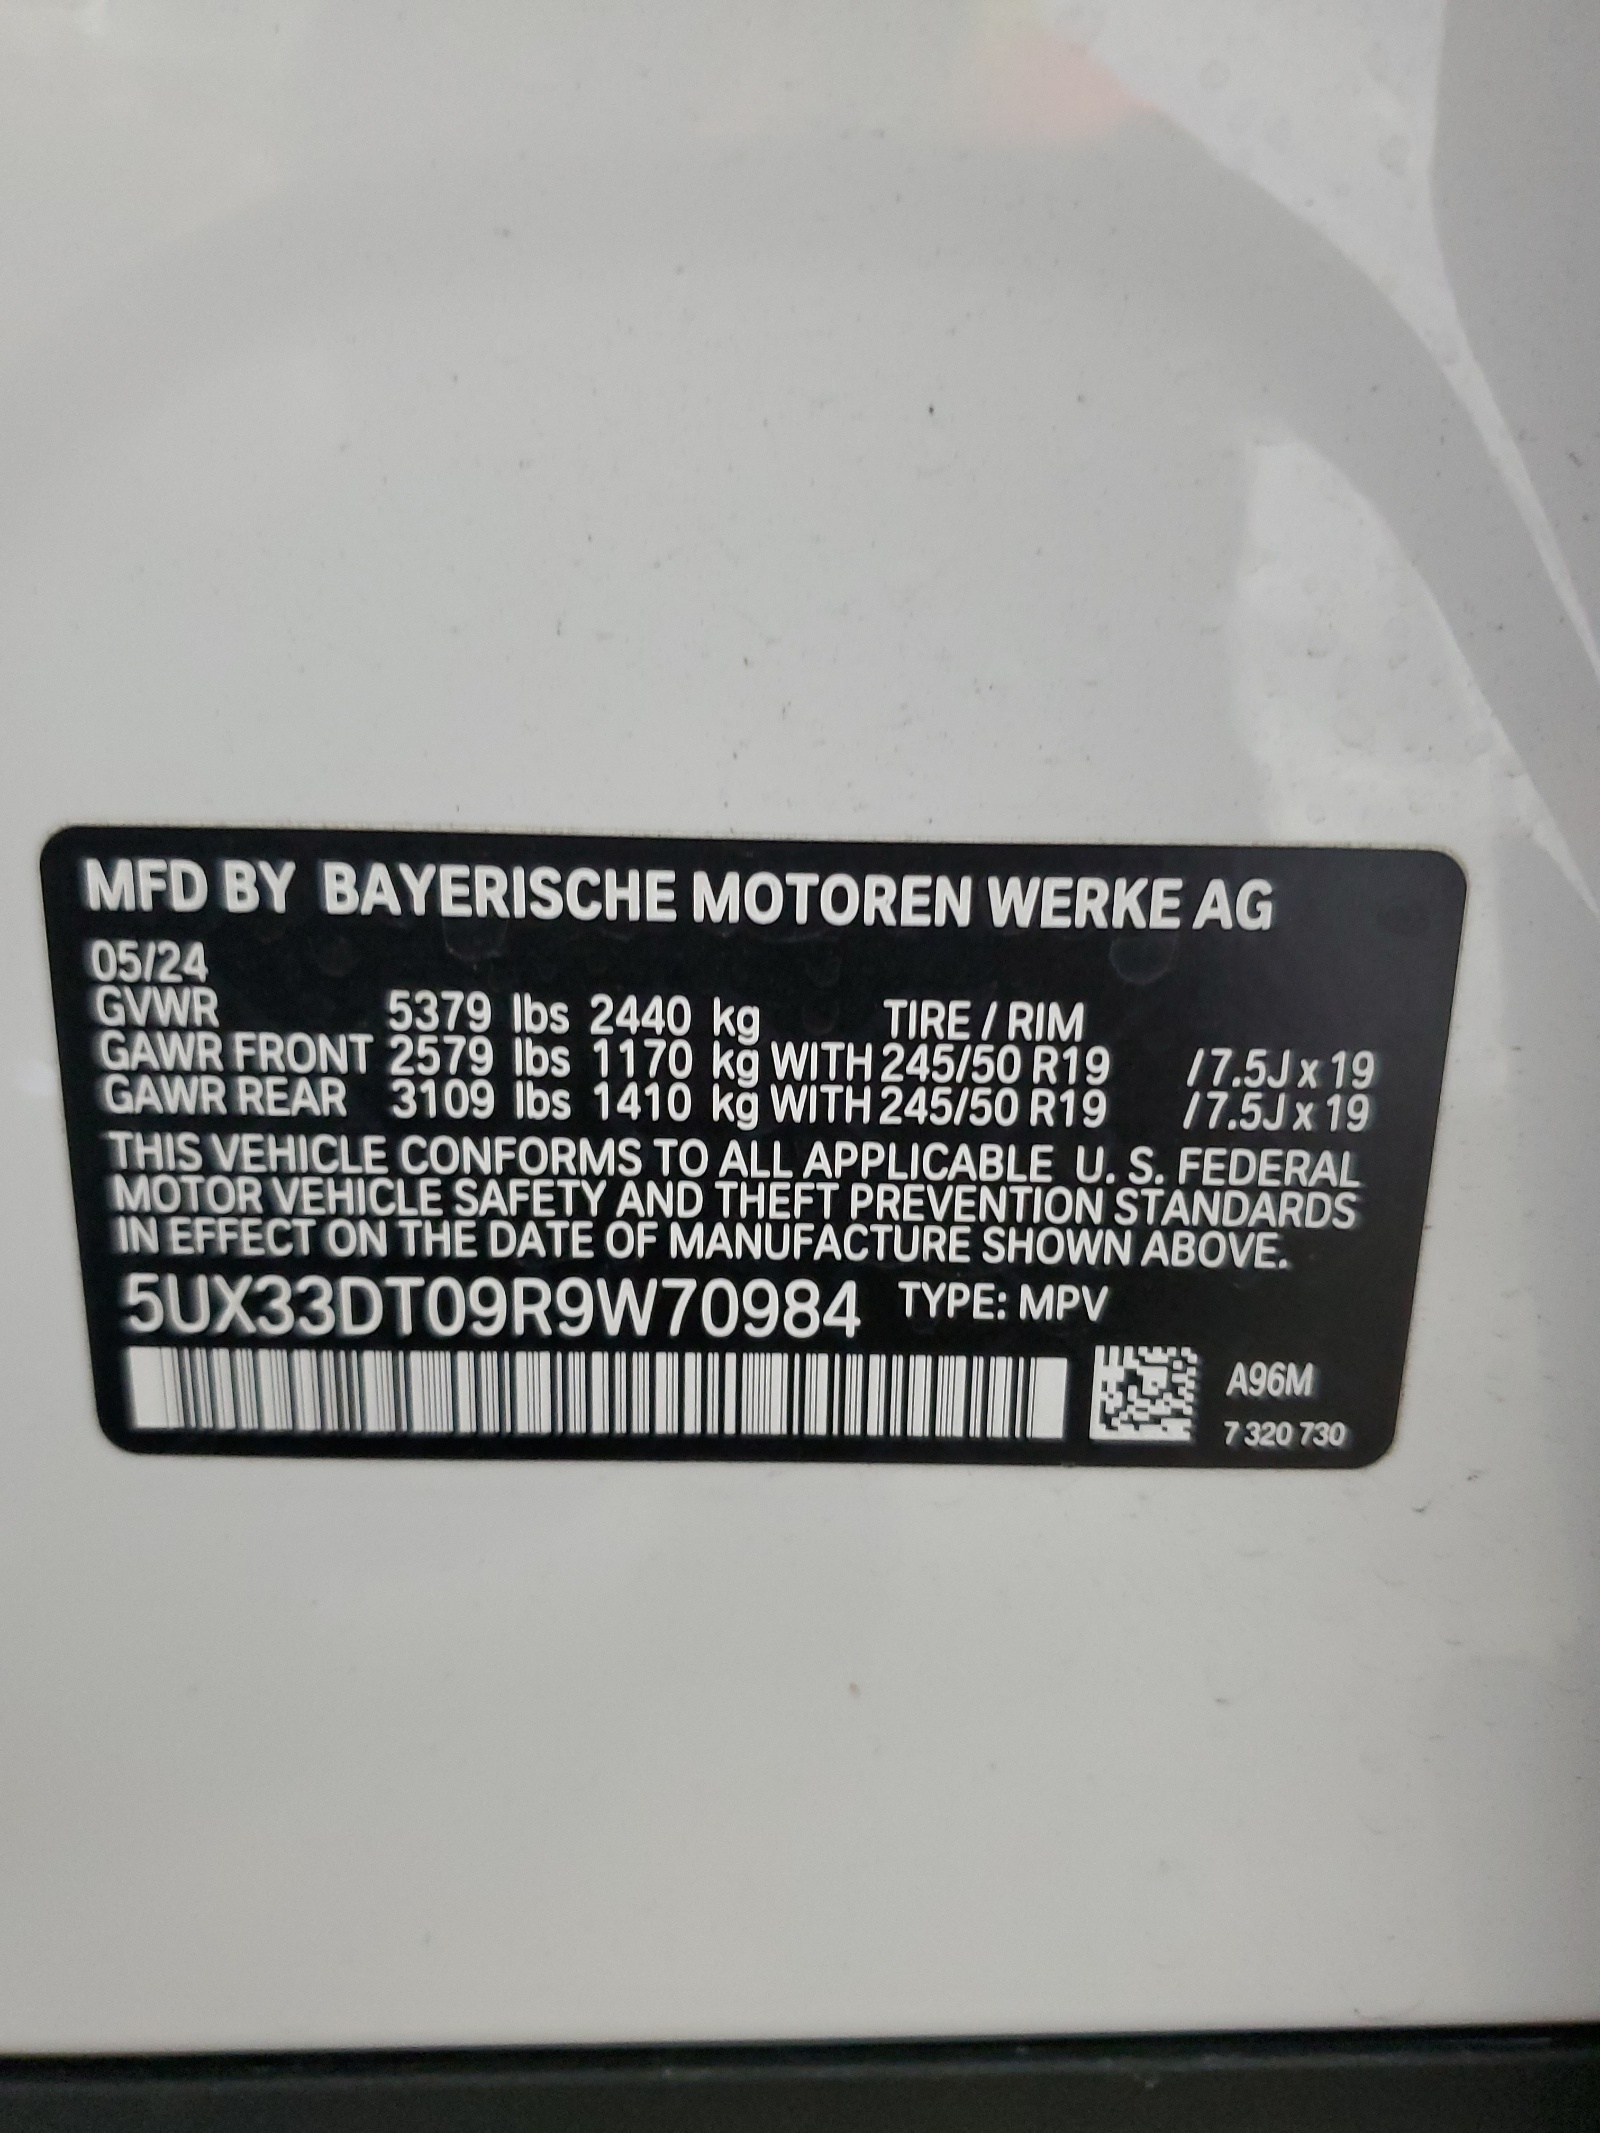 MFD BY BAYERISCHE MOTOREN WERKE AG
05/24
GVWR 5379 lbs 2440 kg TIRE / RIM
GAWR FRONT 2579 lbs 1170 kg WITH 245/50 R19 / 7.5J x 19
GAWR REAR 3109 lbs 1410 kg WITH 245/50 R19 / 7.5J x 19
THIS VEHICLE CONFORMS TO ALL APPLICABLE U. S. FEDERAL
MOTOR VEHICLE SAFETY AND THEFT PREVENTION STANDARDS
IN EFFECT ON THE DATE OF MANUFACTURE SHOWN ABOVE.
5UX33DT09R9W70984 TYPE: MPV
A96M
7 320 730